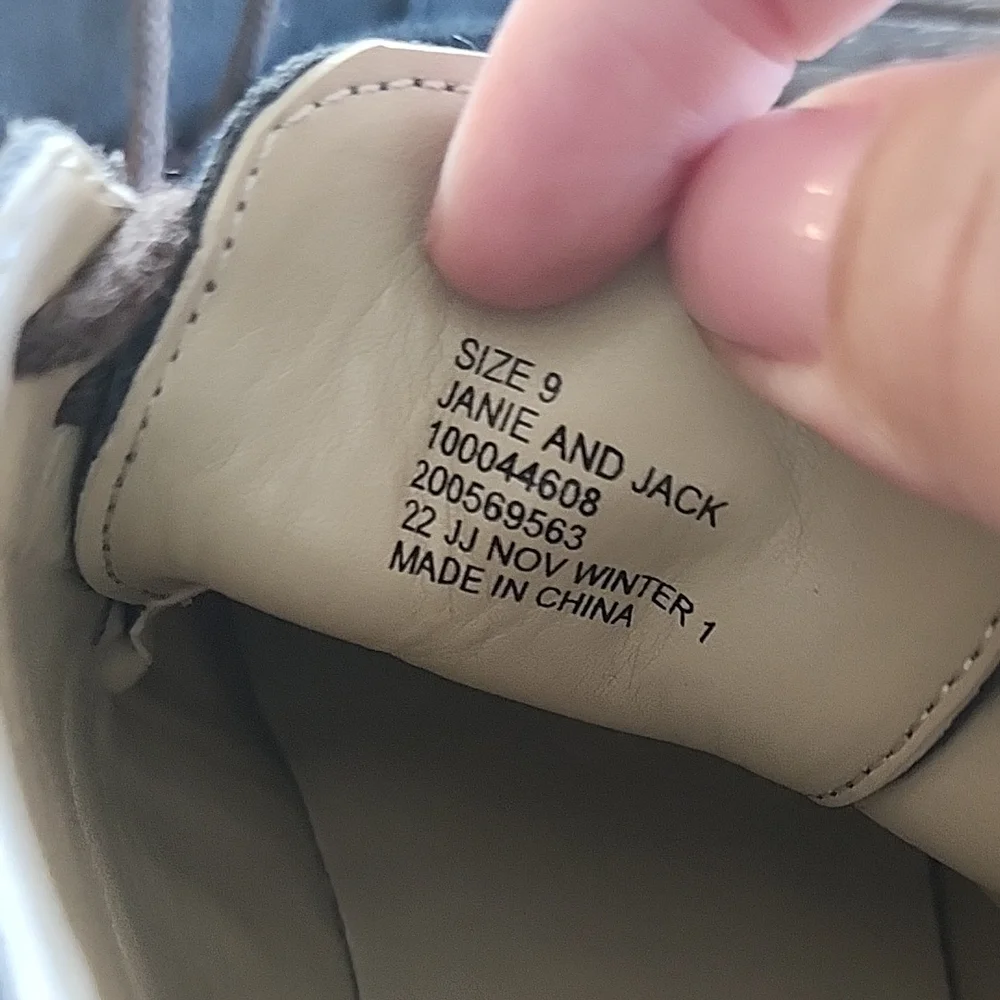 SIZE 9
JANIE AND JACK
100044608
200569563
22 JJ NOV WINTER 1
MADE IN CHINA